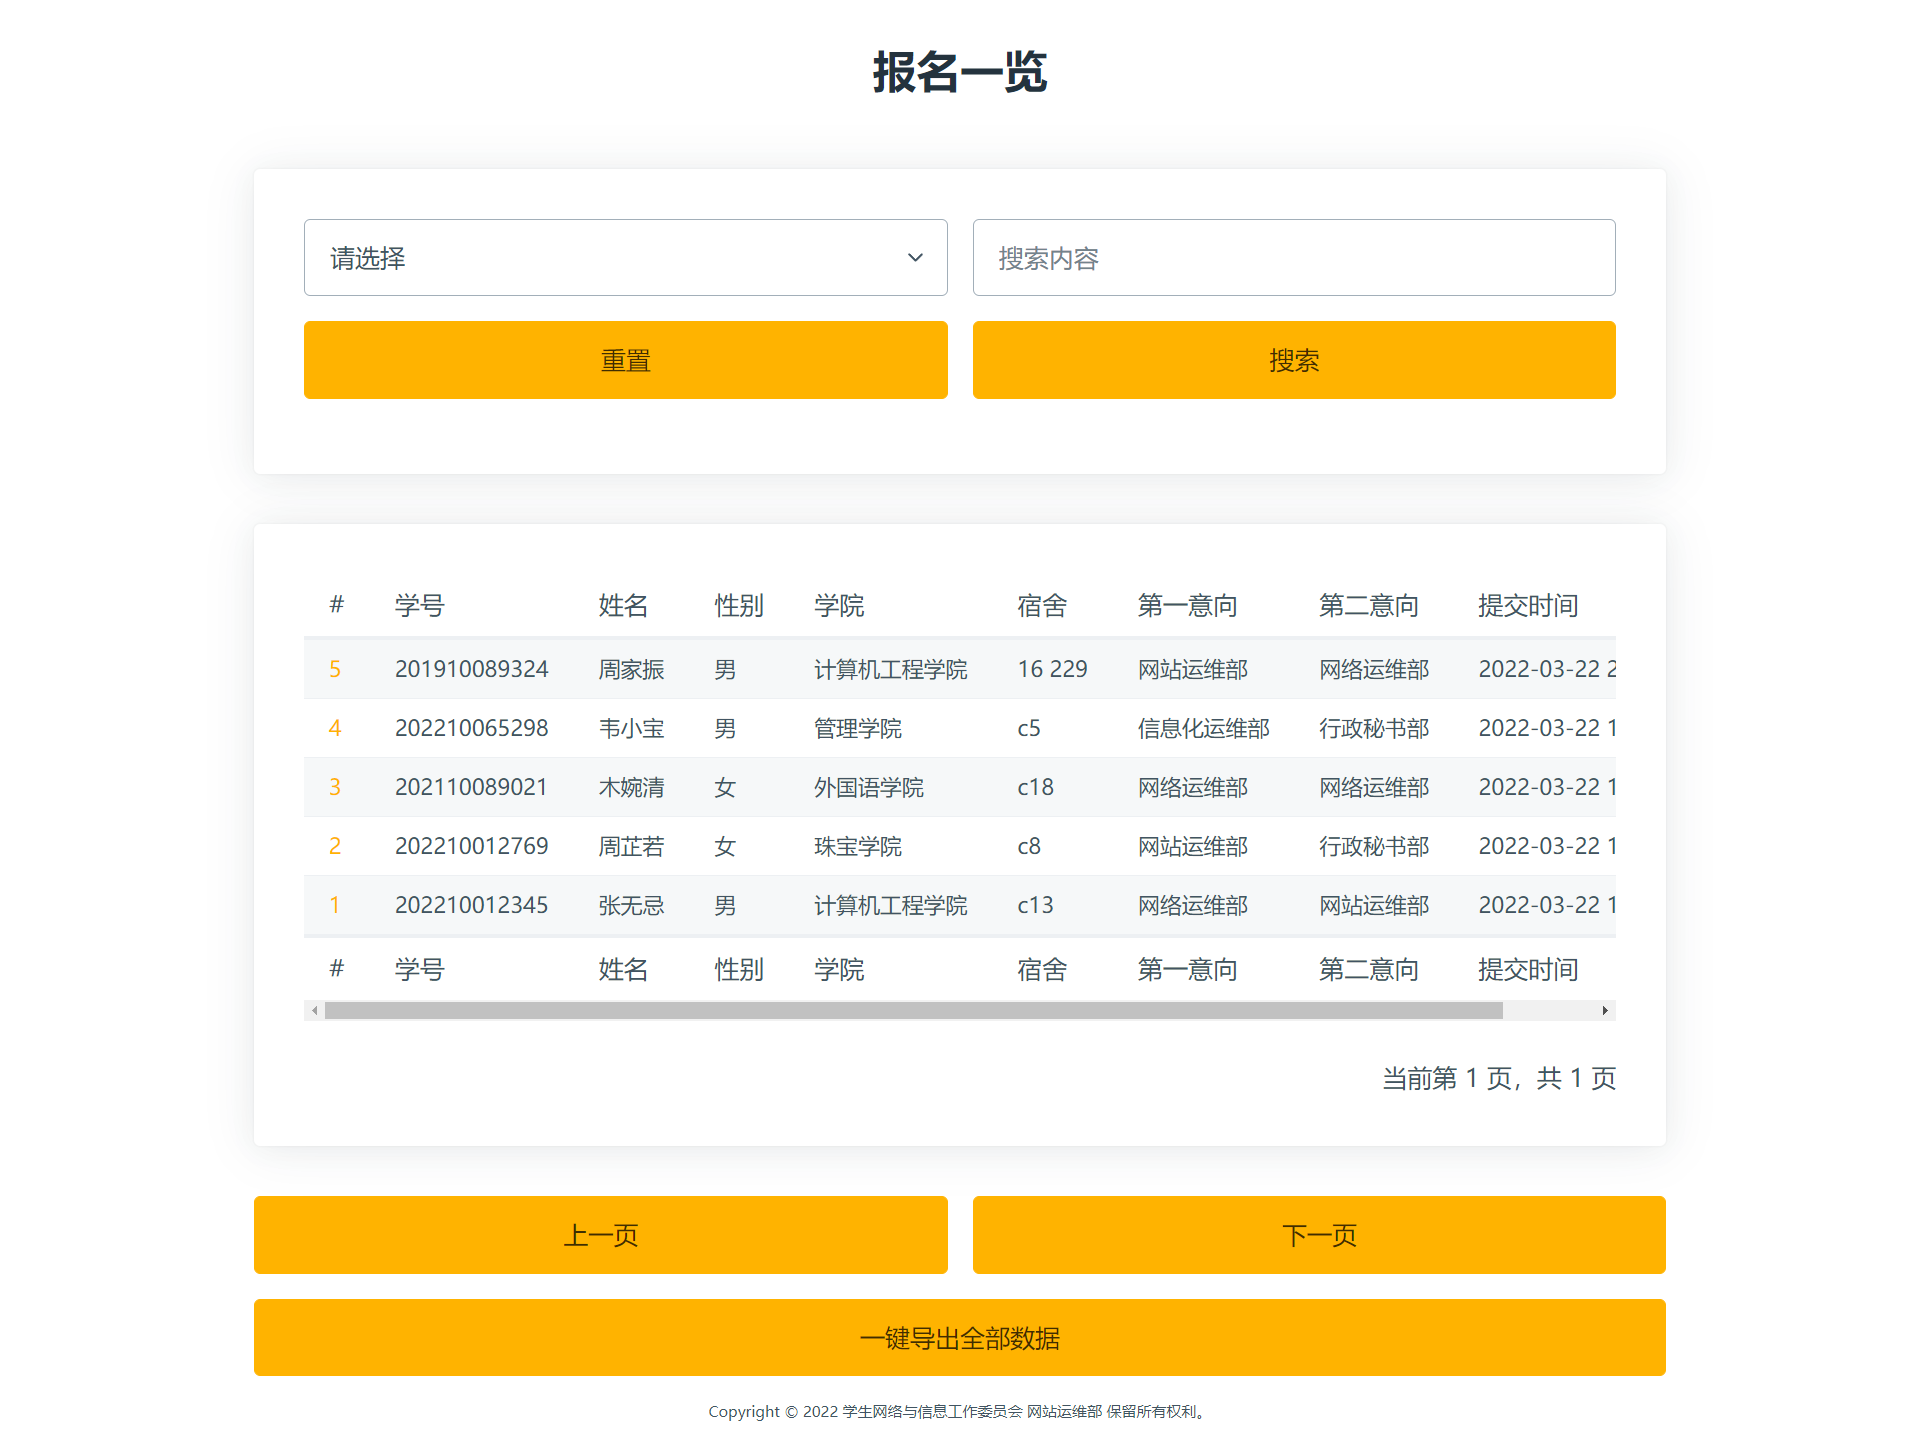 报名一览
请选择 搜索内容
重置 搜索
# 学号 姓名 性别 学院 宿舍 第一意向 第二意向 提交时间
5 201910089324 周家振 男 计算机工程学院 16 229 网站运维部 网络运维部 2022-03-22 2
4 202210065298 韦小宝 男 管理学院 c5 信息化运维部 行政秘书部 2022-03-22 1
3 202110089021 木婉清 女 外国语学院 c18 网络运维部 网络运维部 2022-03-22 1
2 202210012769 周芷若 女 珠宝学院 c8 网站运维部 行政秘书部 2022-03-22 1
1 202210012345 张无忌 男 计算机工程学院 c13 网络运维部 网站运维部 2022-03-22 1
# 学号 姓名 性别 学院 宿舍 第一意向 第二意向 提交时间
当前第 1 页，共 1 页
上一页 下一页
一键导出全部数据
Copyright © 2022 学生网络与信息工作委员会 网站运维部 保留所有权利。